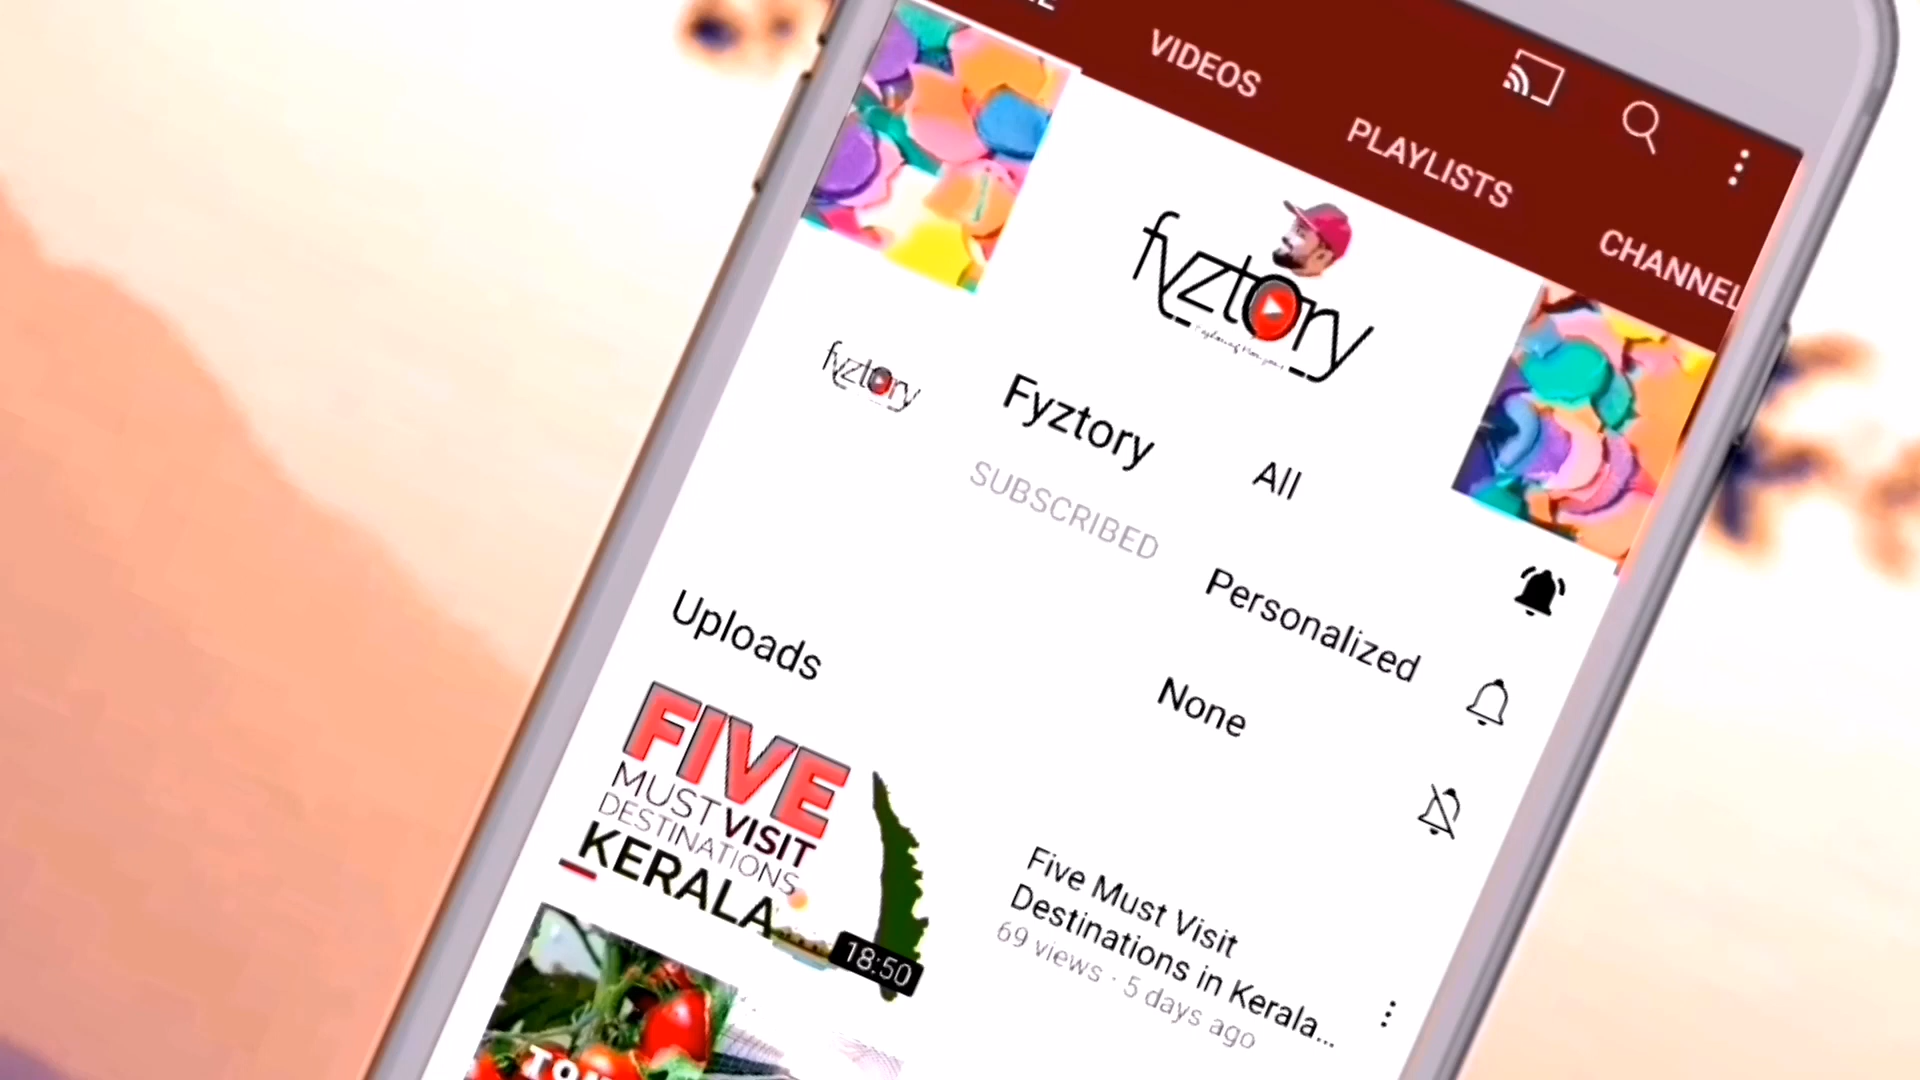 VIDEOS
PLAYLISTS
CHANNEL
fyztory
fyztory
Fyztory
All
SUBSCRIBED
Personalized
None
Uploads
FIVE
MUST VISIT
DESTINATIONS
KERALA
18:50
Five Must Visit
Destinations in Kerala...
69 views · 5 days ago